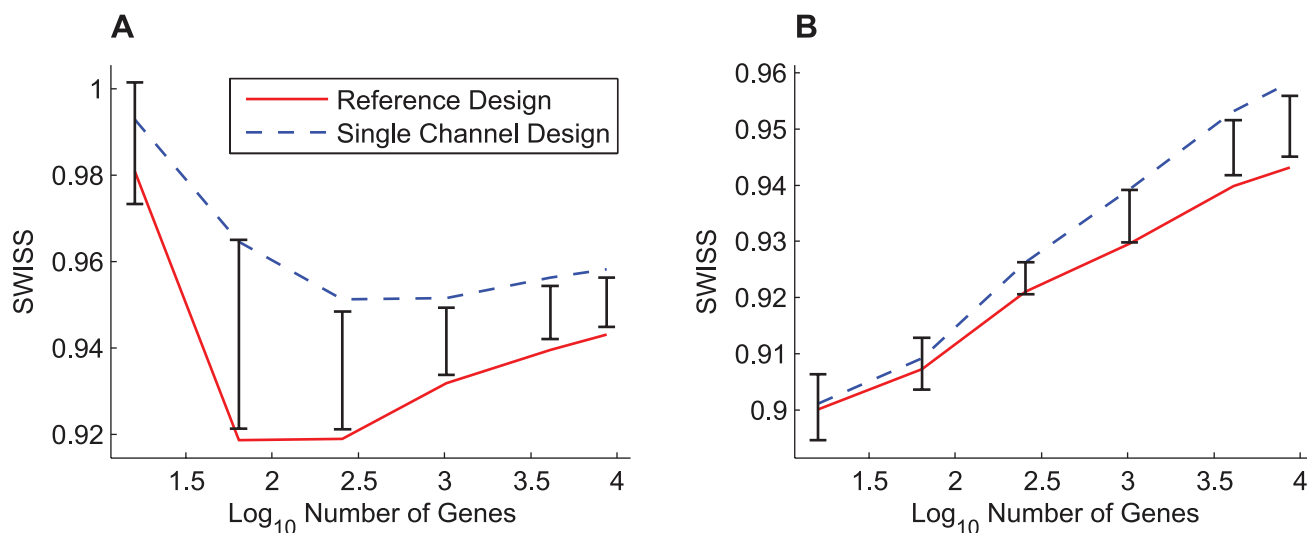 A
SWISS
1
0.98
0.96
0.94
0.92
1.5 2 2.5 3 3.5 4
Log10 Number of Genes
Reference Design
Single Channel Design
B
SWISS
0.96
0.95
0.94
0.93
0.92
0.91
0.9
1.5 2 2.5 3 3.5 4
Log10 Number of Genes